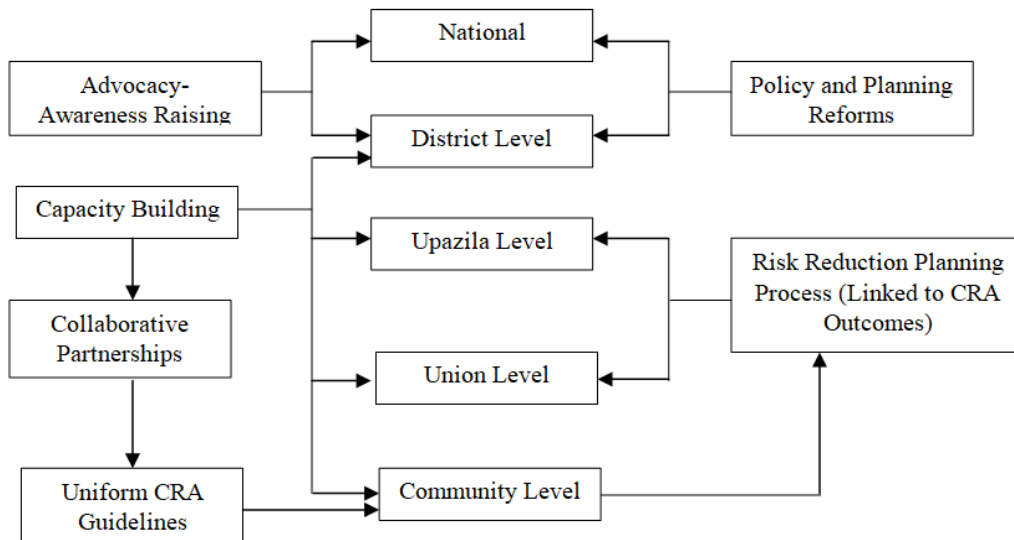 National
Advocacy-
Awareness Raising
Policy and Planning
Reforms
District Level
Capacity Building
Upazila Level
Risk Reduction Planning
Process (Linked to CRA
Outcomes)
Collaborative
Partnerships
Union Level
Uniform CRA
Guidelines
Community Level